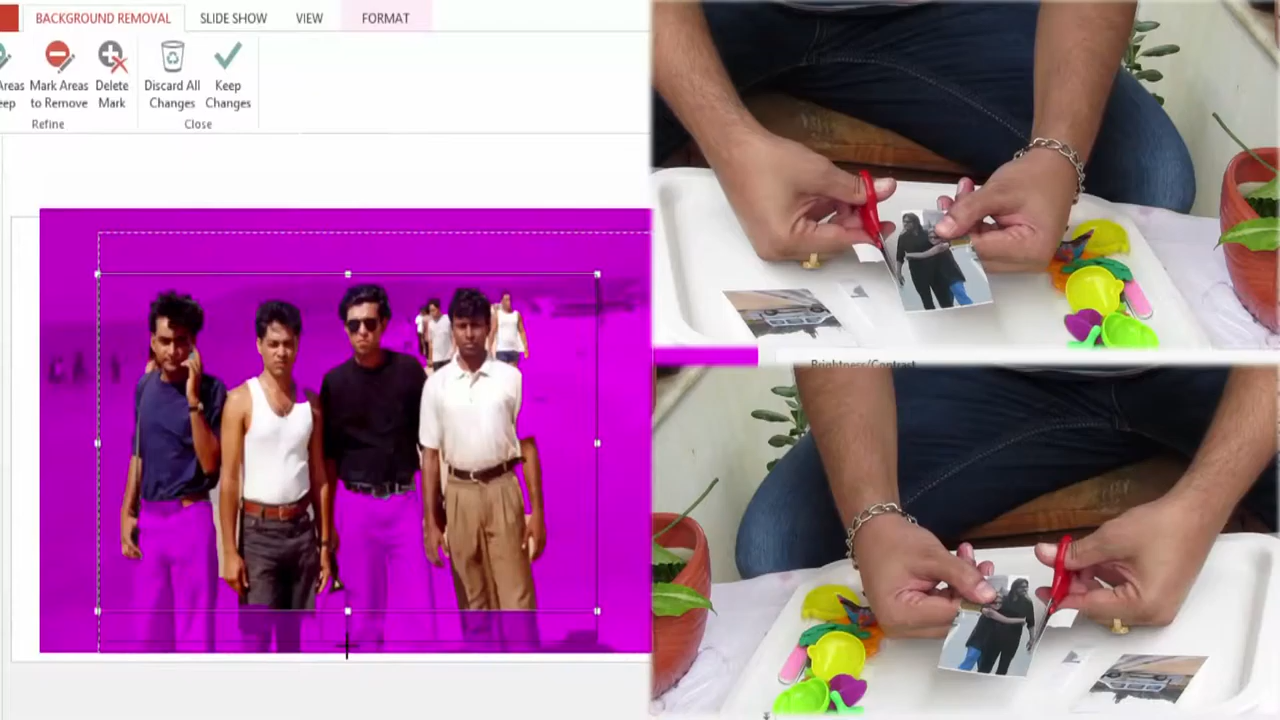 BACKGROUND REMOVAL SLIDE SHOW VIEW FORMAT
Areas Mark Areas Delete Discard All Keep
eep to Remove Mark Changes Changes
Refine Close
Brightness/Contrast